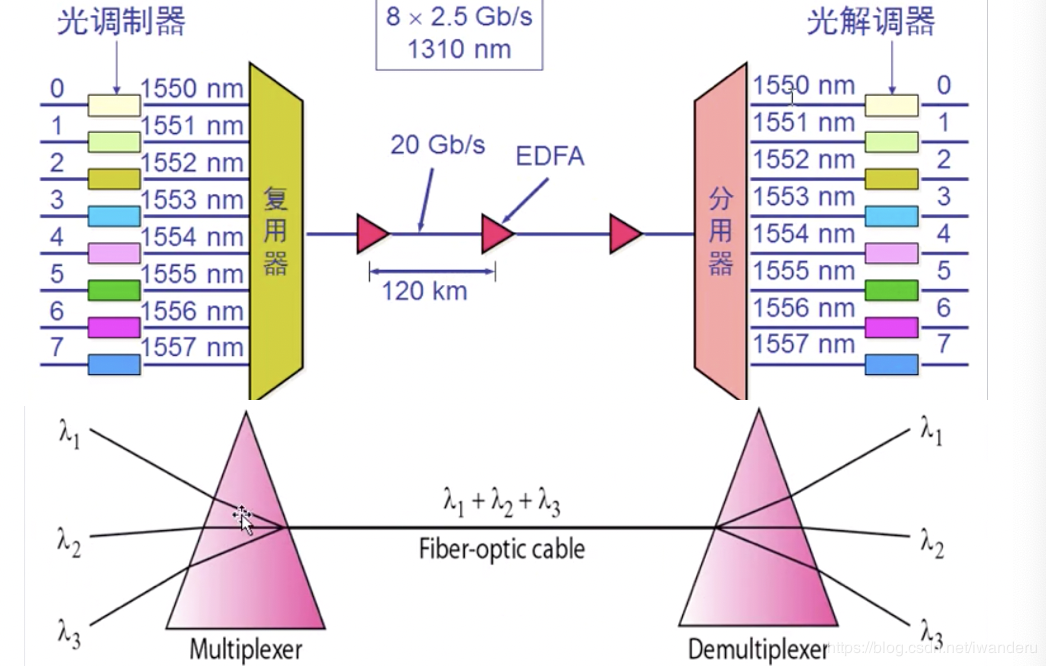 光调制器
8 × 2.5 Gb/s
1310 nm
光解调器
0 1550 nm
1 1551 nm
2 1552 nm
3 1553 nm
4 1554 nm
5 1555 nm
6 1556 nm
7 1557 nm
复用器
20 Gb/s
EDFA
120 km
分用器
1550 nm 0
1551 nm 1
1552 nm 2
1553 nm 3
1554 nm 4
1555 nm 5
1556 nm 6
1557 nm 7
λ1
λ2
λ3
λ1 + λ2 + λ3
Fiber-optic cable
λ1
λ2
λ3
Multiplexer
Demultiplexer
https://blog.csdn.net/iwanderu